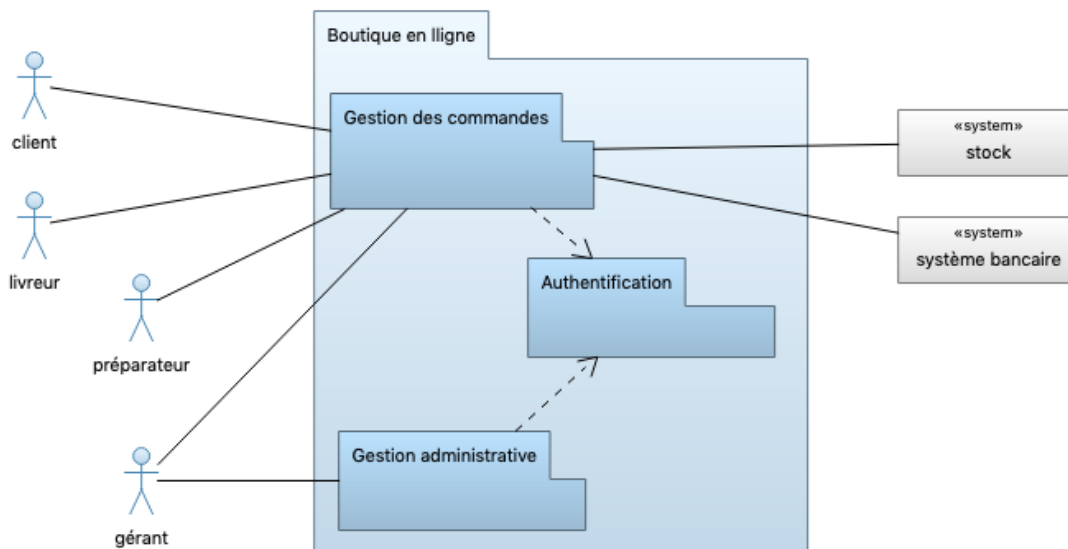 Boutique en lligne
Gestion des commandes
client
«system»
stock
livreur
«system»
système bancaire
Authentification
préparateur
Gestion administrative
gérant